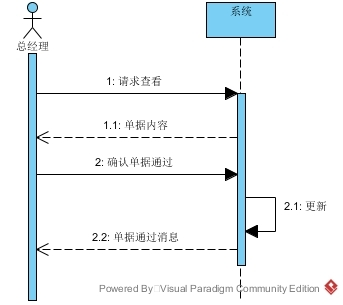 系统
总经理
1: 请求查看
1.1: 单据内容
2: 确认单据通过
2.1: 更新
2.2: 单据通过消息
Powered By Visual Paradigm Community Edition